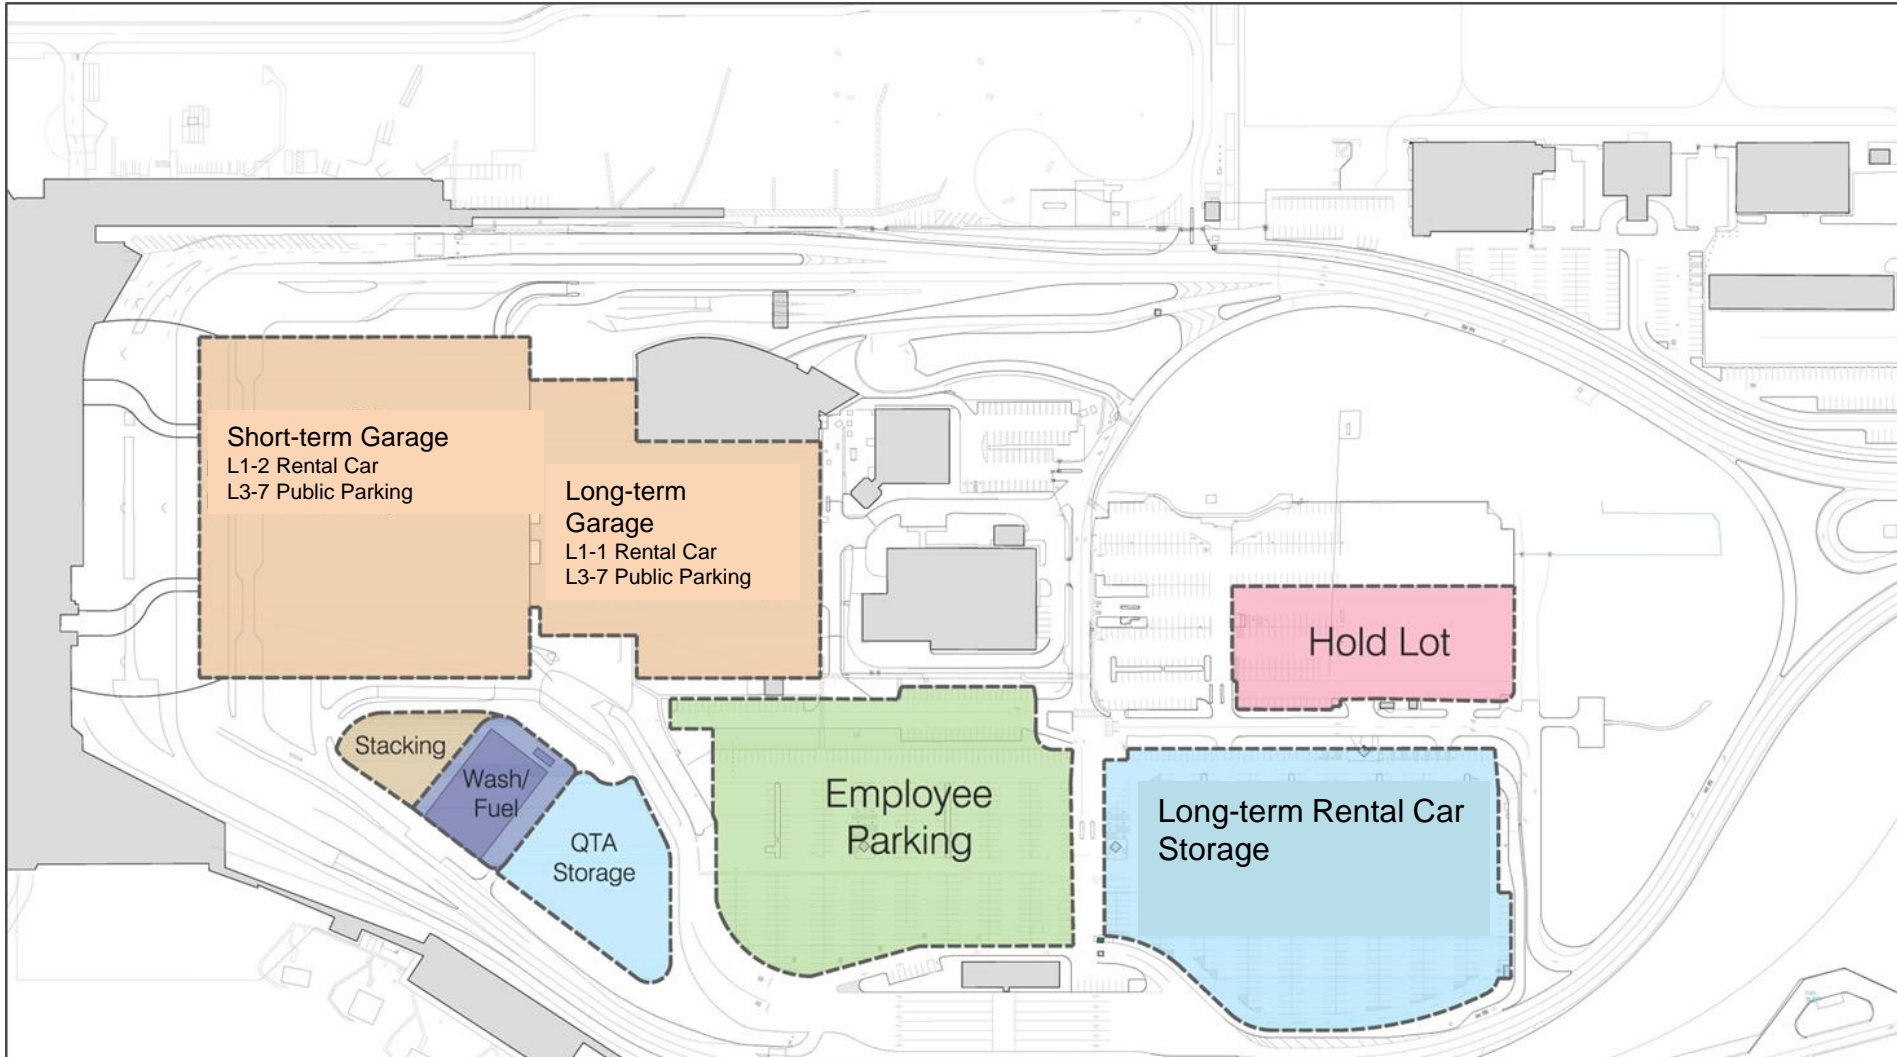 Short-term Garage
L1-2 Rental Car
L3-7 Public Parking
Long-term
Garage
L1-1 Rental Car
L3-7 Public Parking
Hold Lot
Stacking
Wash/
Fuel
QTA
Storage
Employee
Parking
Long-term Rental Car
Storage